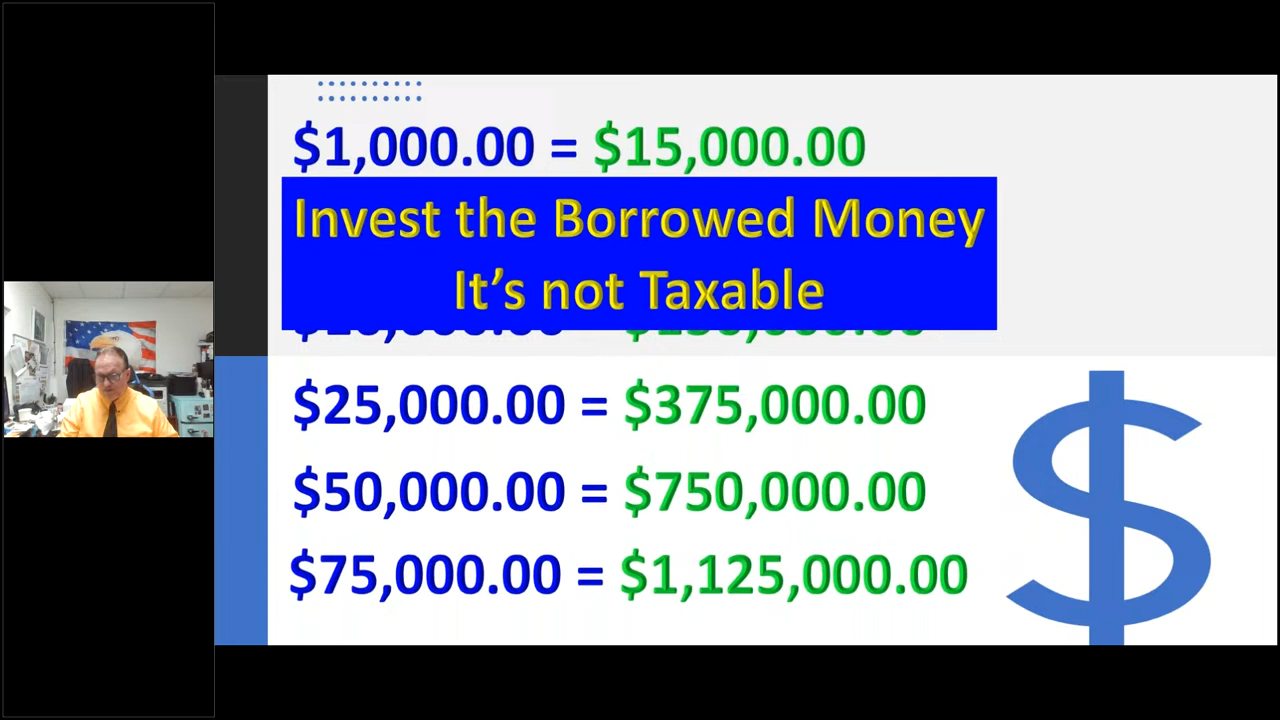 $1,000.00 = $15,000.00
Invest the Borrowed Money
It's not Taxable
$25,000.00 = $375,000.00
$50,000.00 = $750,000.00
$75,000.00 = $1,125,000.00